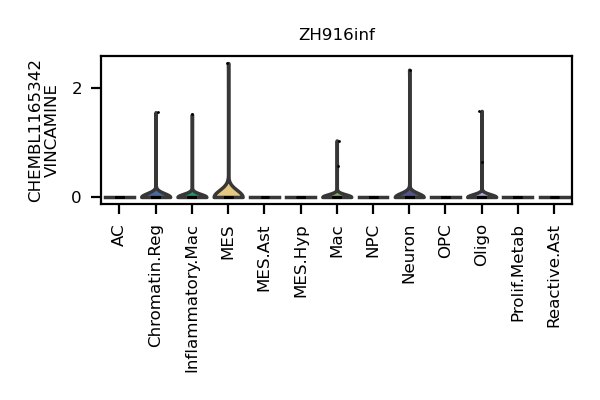 ZH916inf
CHEMBL1165342
VINCAMINE
2
0
AC
Chromatin.Reg
Inflammatory.Mac
MES
MES.Ast
MES.Hyp
Mac
NPC
Neuron
OPC
Oligo
Prolif.Metab
Reactive.Ast